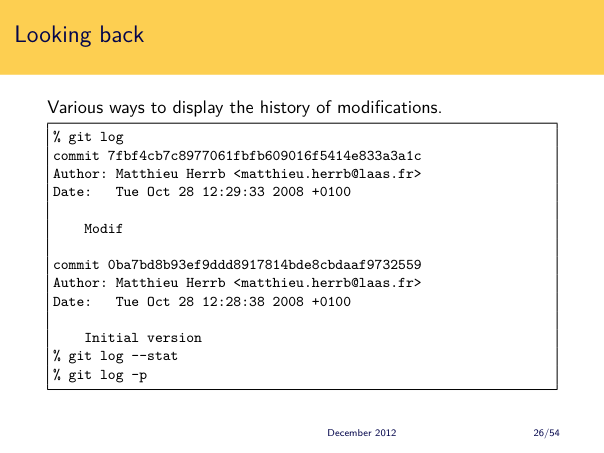 Looking back
Various ways to display the history of modifications.
% git log
commit 7fbf4cb7c8977061fbfb609016f5414e833a3a1c
Author: Matthieu Herrb <matthieu.herrb@laas.fr>
Date:   Tue Oct 28 12:29:33 2008 +0100
Modif
commit 0ba7bd8b93ef9ddd8917814bde8cbdaaf9732559
Author: Matthieu Herrb <matthieu.herrb@laas.fr>
Date:   Tue Oct 28 12:28:38 2008 +0100
Initial version
% git log --stat
% git log -p
December 2012 26/54